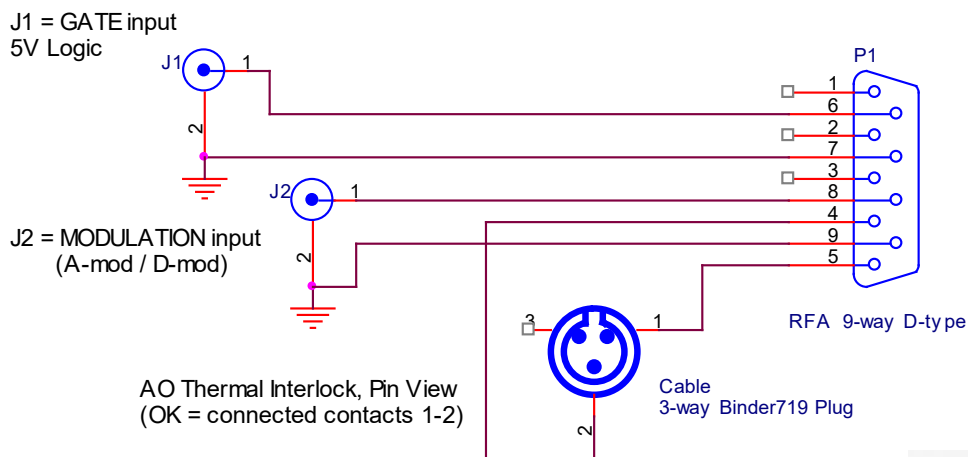 J1 = GATE input
5V Logic
J1
1
2
P1
1
6
2
7
3
8
4
9
5
J2
1
2
J2 = MODULATION input
(A-mod / D-mod)
RFA 9-way D-type
3
1
2
AO Thermal Interlock, Pin View
(OK = connected contacts 1-2)
Cable
3-way Binder719 Plug